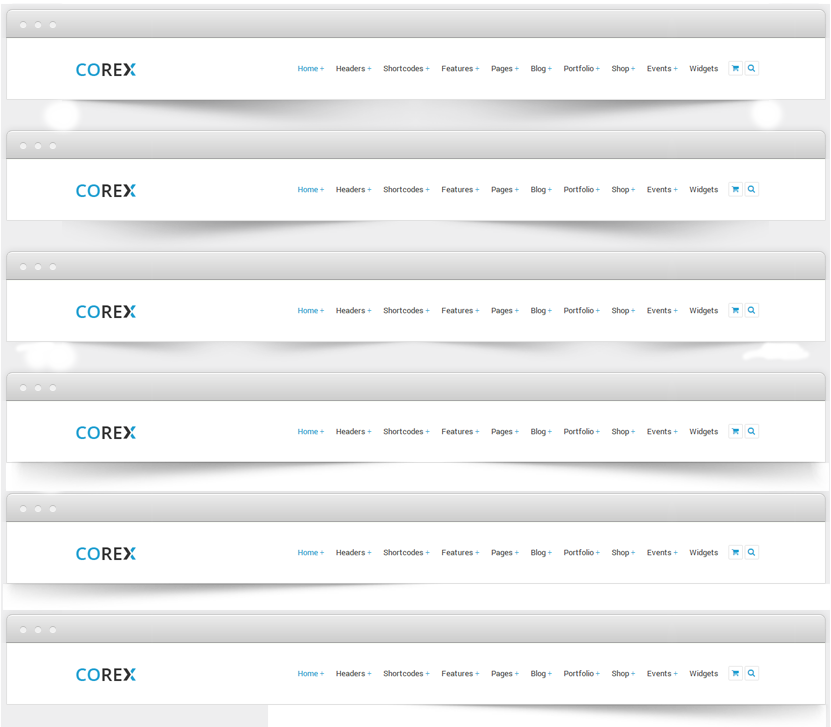 COREX Home + Headers + Shortcodes + Features + Pages + Blog + Portfolio + Shop + Events + Widgets
COREX Home + Headers + Shortcodes + Features + Pages + Blog + Portfolio + Shop + Events + Widgets
COREX Home + Headers + Shortcodes + Features + Pages + Blog + Portfolio + Shop + Events + Widgets
COREX Home + Headers + Shortcodes + Features + Pages + Blog + Portfolio + Shop + Events + Widgets
COREX Home + Headers + Shortcodes + Features + Pages + Blog + Portfolio + Shop + Events + Widgets
COREX Home + Headers + Shortcodes + Features + Pages + Blog + Portfolio + Shop + Events + Widgets